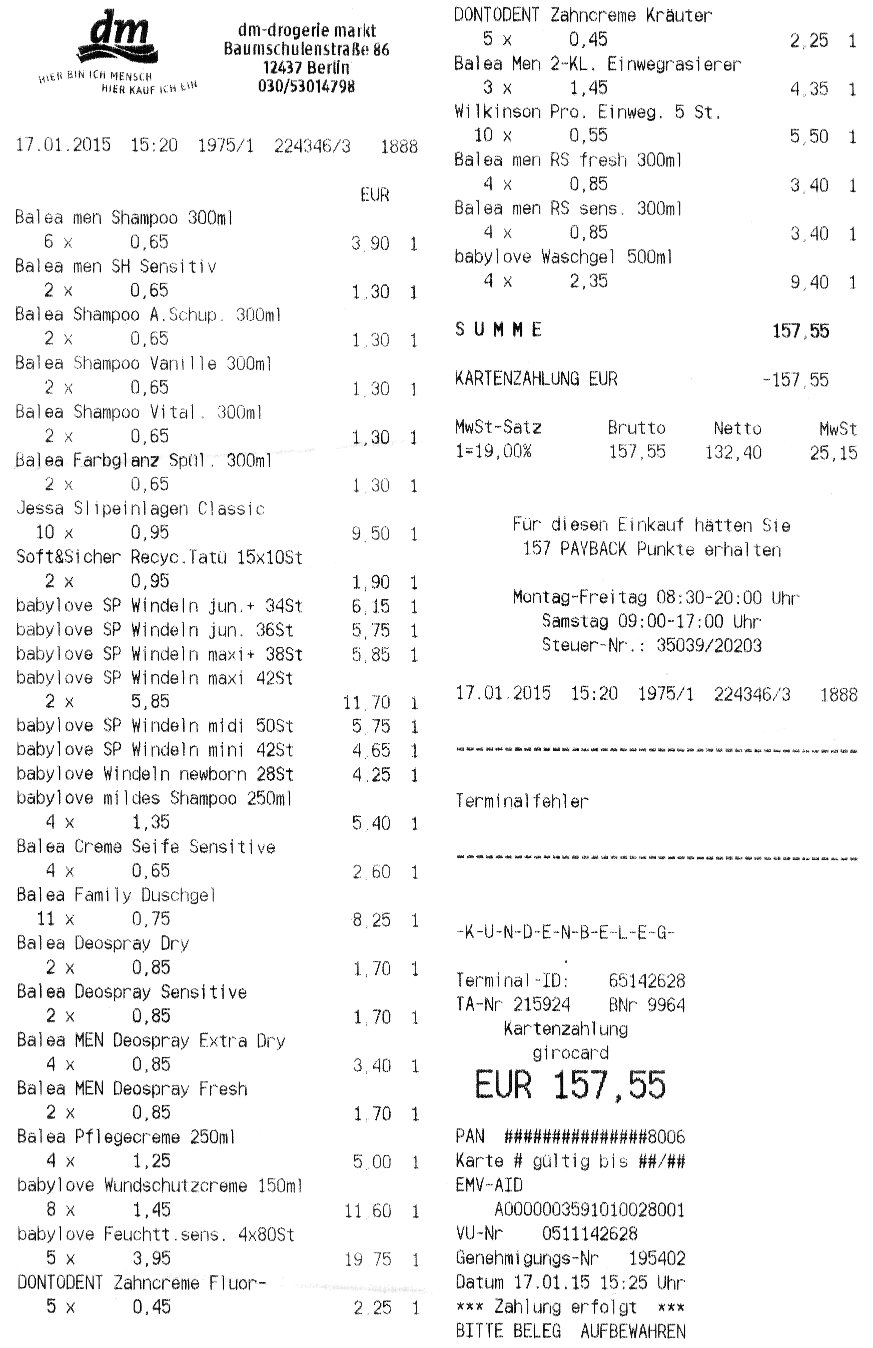 dm
HIER BIN ICH MENSCH
HIER KAUF ICH EIN
dm-drogerie markt
Baumschulenstraße 86
12437 Berlin
030/53014798
17.01.2015 15:20 1975/1 224346/3 1888
EUR
Balea men Shampoo 300ml
6 x 0,65 3,90 1
Balea men SH Sensitiv
2 x 0,65 1,30 1
Balea Shampoo A.Schup. 300ml
2 x 0,65 1,30 1
Balea Shampoo Vanille 300ml
2 x 0,65 1,30 1
Balea Shampoo Vital. 300ml
2 x 0,65 1,30 1
Balea Farbglanz Spül. 300ml
2 x 0,65 1,30 1
Jessa Slipeinlagen Classic
10 x 0,95 9,50 1
Soft&Sicher Recyc.Tatü 15x10St
2 x 0,95 1,90 1
babylove SP Windeln jun.+ 34St 6,15 1
babylove SP Windeln jun. 36St 5,75 1
babylove SP Windeln maxi+ 38St 5,85 1
babylove SP Windeln maxi 42St
2 x 5,85 11,70 1
babylove SP Windeln midi 50St 5,75 1
babylove SP Windeln mini 42St 4,65 1
babylove Windeln newborn 28St 4,25 1
babylove mildes Shampoo 250ml
4 x 1,35 5,40 1
Balea Creme Seife Sensitive
4 x 0,65 2,60 1
Balea Family Duschgel
11 x 0,75 8,25 1
Balea Deospray Dry
2 x 0,85 1,70 1
Balea Deospray Sensitive
2 x 0,85 1,70 1
Balea MEN Deospray Extra Dry
4 x 0,85 3,40 1
Balea MEN Deospray Fresh
2 x 0,85 1,70 1
Balea Pflegecreme 250ml
4 x 1,25 5,00 1
babylove Wundschutzcreme 150ml
8 x 1,45 11,60 1
babylove Feuchtt.sens. 4x80St
5 x 3,95 19,75 1
DONTODENT Zahncreme Fluor-
5 x 0,45 2,25 1
DONTODENT Zahncreme Kräuter
5 x 0,45 2,25 1
Balea Men 2-KL. Einwegrasierer
3 x 1,45 4,35 1
Wilkinson Pro. Einweg. 5 St.
10 x 0,55 5,50 1
Balea men RS fresh 300ml
4 x 0,85 3,40 1
Balea men RS sens. 300ml
4 x 0,85 3,40 1
babylove Waschgel 500ml
4 x 2,35 9,40 1
S U M M E 157,55
KARTENZAHLUNG EUR -157,55
MwSt-Satz Brutto Netto MwSt
1=19,00% 157,55 132,40 25,15
Für diesen Einkauf hätten Sie
157 PAYBACK Punkte erhalten
Montag-Freitag 08:30-20:00 Uhr
Samstag 09:00-17:00 Uhr
Steuer-Nr.: 35039/20203
17.01.2015 15:20 1975/1 224346/3 1888
Terminalfehler
-K-U-N-D-E-N-B-E-L-E-G-
Terminal-ID: 65142628
TA-Nr 215924 BNr 9964
Kartenzahlung
girocard
EUR 157,55
PAN ###############8006
Karte # gültig bis ##/##
EMV-AID
A0000003591010028001
VU-Nr 0511142628
Genehmigungs-Nr 195402
Datum 17.01.15 15:25 Uhr
*** Zahlung erfolgt ***
BITTE BELEG AUFBEWAHREN